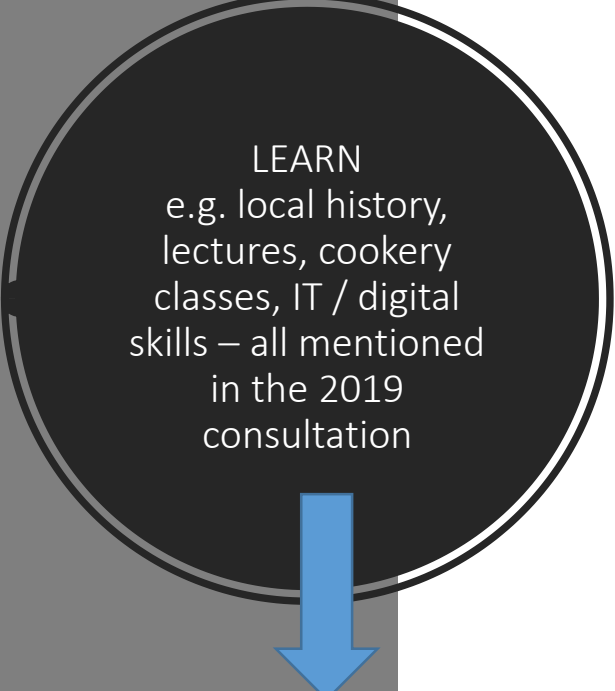 LEARN
e.g. local history,
lectures, cookery
classes, IT / digital
skills – all mentioned
in the 2019
consultation